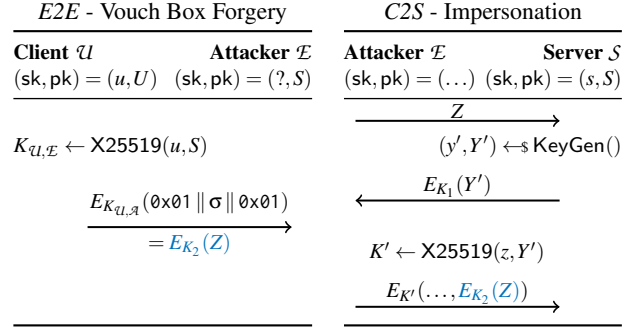 E2E - Vouch Box Forgery
Client 𝒰 Attacker ℰ
(sk, pk) = (u, U) (sk, pk) = (?, S)
K_{𝒰,ℰ} ← X25519(u, S)
E_{K_{𝒰,𝒜}}(0x01 ∥ σ ∥ 0x01)
= E_{K_2}(Z)
C2S - Impersonation
Attacker ℰ Server 𝒮
(sk, pk) = (...) (sk, pk) = (s, S)
Z
(y′, Y′) ←$ KeyGen()
E_{K_1}(Y′)
K′ ← X25519(z, Y′)
E_{K′}(..., E_{K_2}(Z))